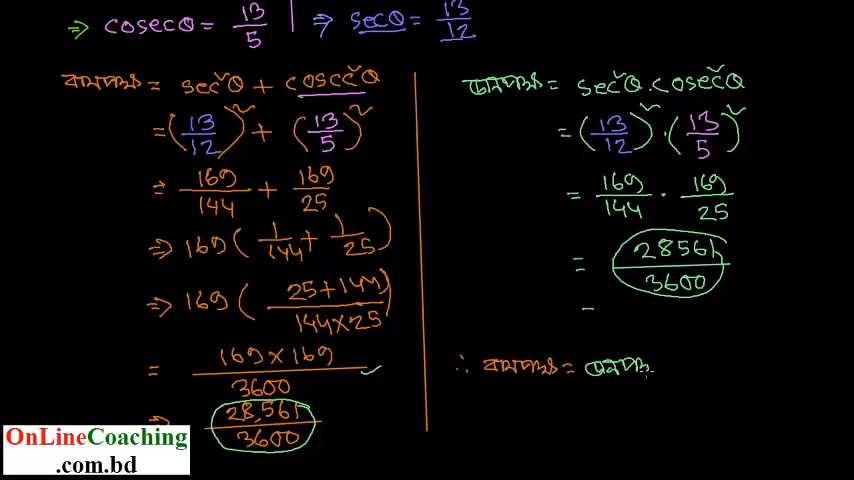 ⇒ cosecθ = 13/5 | ⇒ secθ = 13/12
বামপক্ষ = sec²θ + cosec²θ
= (13/12)² + (13/5)²
= 169/144 + 169/25
⇒ 169 (1/144 + 1/25)
⇒ 169 ( (25+144)/(144×25) )
= 169×169/3600 ✓
⇒ 28,561/3600
ডানপক্ষ = sec²θ . cosec²θ
= (13/12)² . (13/5)²
= 169/144 . 169/25
= 28561/3600
∴ বামপক্ষ = ডানপক্ষ
OnLineCoaching
.com.bd